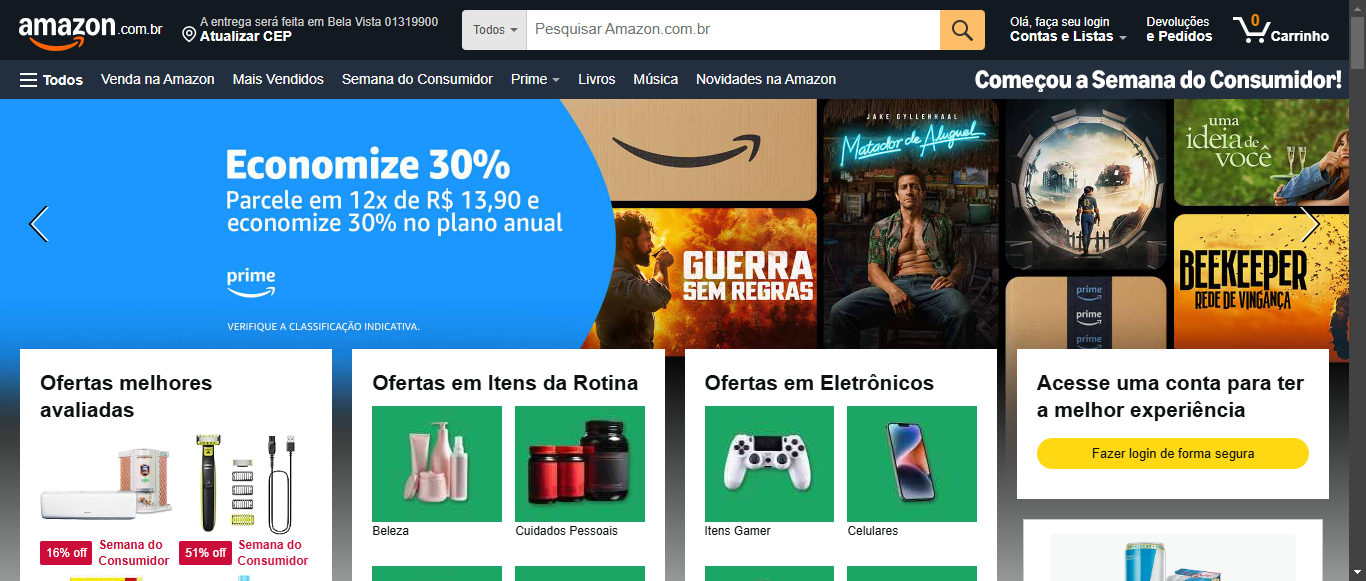 amazon.com.br
A entrega será feita em Bela Vista 01319900
Atualizar CEP
Todos
Pesquisar Amazon.com.br
Olá, faça seu login
Contas e Listas
Devoluções
e Pedidos
0
Carrinho
Todos
Venda na Amazon
Mais Vendidos
Semana do Consumidor
Prime
Livros
Música
Novidades na Amazon
Começou a Semana do Consumidor!
Economize 30%
Parcele em 12x de R$ 13,90 e
economize 30% no plano anual
prime
VERIFIQUE A CLASSIFICAÇÃO INDICATIVA.
GUERRA
SEM REGRAS
JAKE GYLLENHAAL
Matador de Aluguel
uma
ideia de
você
BEEKEEPER
REDE DE VINGANÇA
prime
prime
prime
Ofertas melhores
avaliadas
16% off
Semana do
Consumidor
51% off
Semana do
Consumidor
Ofertas em Itens da Rotina
Beleza
Cuidados Pessoais
Ofertas em Eletrônicos
Itens Gamer
Celulares
Acesse uma conta para ter
a melhor experiência
Fazer login de forma segura